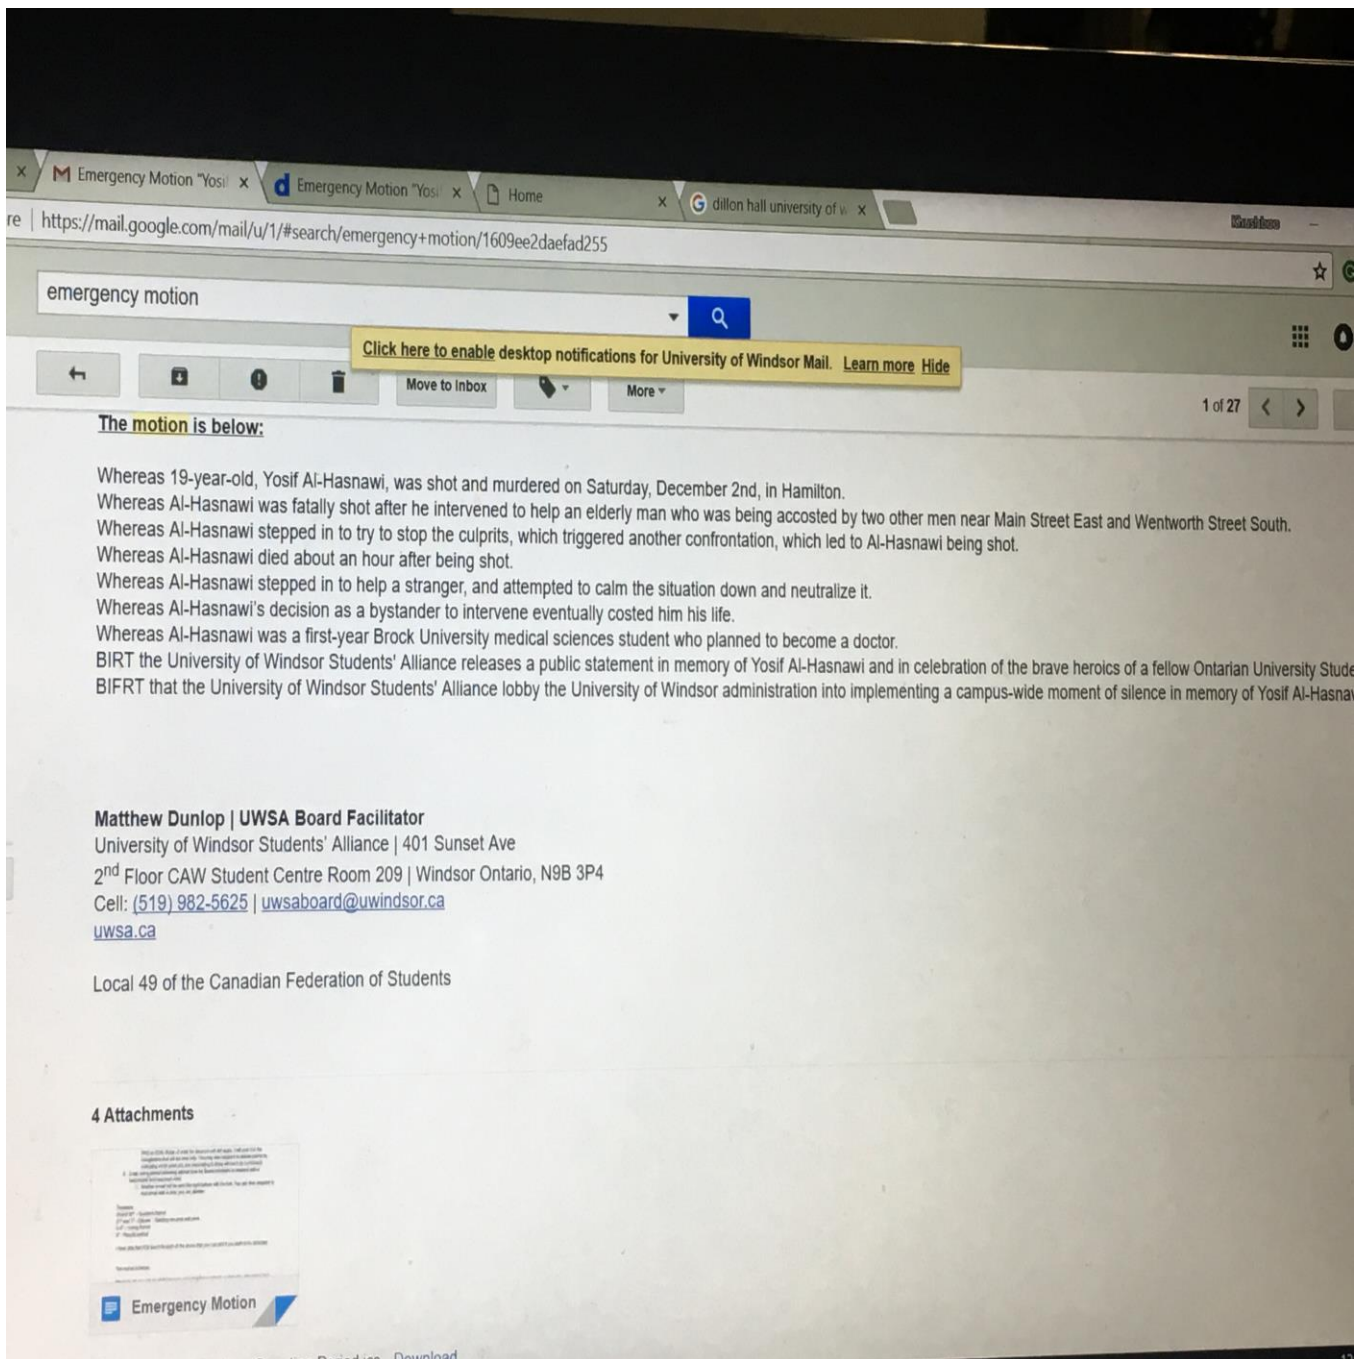 Emergency Motion "Yosi
Emergency Motion "Yosi
Home
dillon hall university of w
Khushboo
re | https://mail.google.com/mail/u/1/#search/emergency+motion/1609ee2daefad255
emergency motion
Click here to enable desktop notifications for University of Windsor Mail. Learn more Hide
Move to Inbox
More
1 of 27
The motion is below:
Whereas 19-year-old, Yosif Al-Hasnawi, was shot and murdered on Saturday, December 2nd, in Hamilton.
Whereas Al-Hasnawi was fatally shot after he intervened to help an elderly man who was being accosted by two other men near Main Street East and Wentworth Street South.
Whereas Al-Hasnawi stepped in to try to stop the culprits, which triggered another confrontation, which led to Al-Hasnawi being shot.
Whereas Al-Hasnawi died about an hour after being shot.
Whereas Al-Hasnawi stepped in to help a stranger, and attempted to calm the situation down and neutralize it.
Whereas Al-Hasnawi's decision as a bystander to intervene eventually costed him his life.
Whereas Al-Hasnawi was a first-year Brock University medical sciences student who planned to become a doctor.
BIRT the University of Windsor Students' Alliance releases a public statement in memory of Yosif Al-Hasnawi and in celebration of the brave heroics of a fellow Ontarian University Stude
BIFRT that the University of Windsor Students' Alliance lobby the University of Windsor administration into implementing a campus-wide moment of silence in memory of Yosif Al-Hasnaw
Matthew Dunlop | UWSA Board Facilitator
University of Windsor Students' Alliance | 401 Sunset Ave
2nd Floor CAW Student Centre Room 209 | Windsor Ontario, N9B 3P4
Cell: (519) 982-5625 | uwsaboard@uwindsor.ca
uwsa.ca
Local 49 of the Canadian Federation of Students
4 Attachments
Emergency Motion
Download